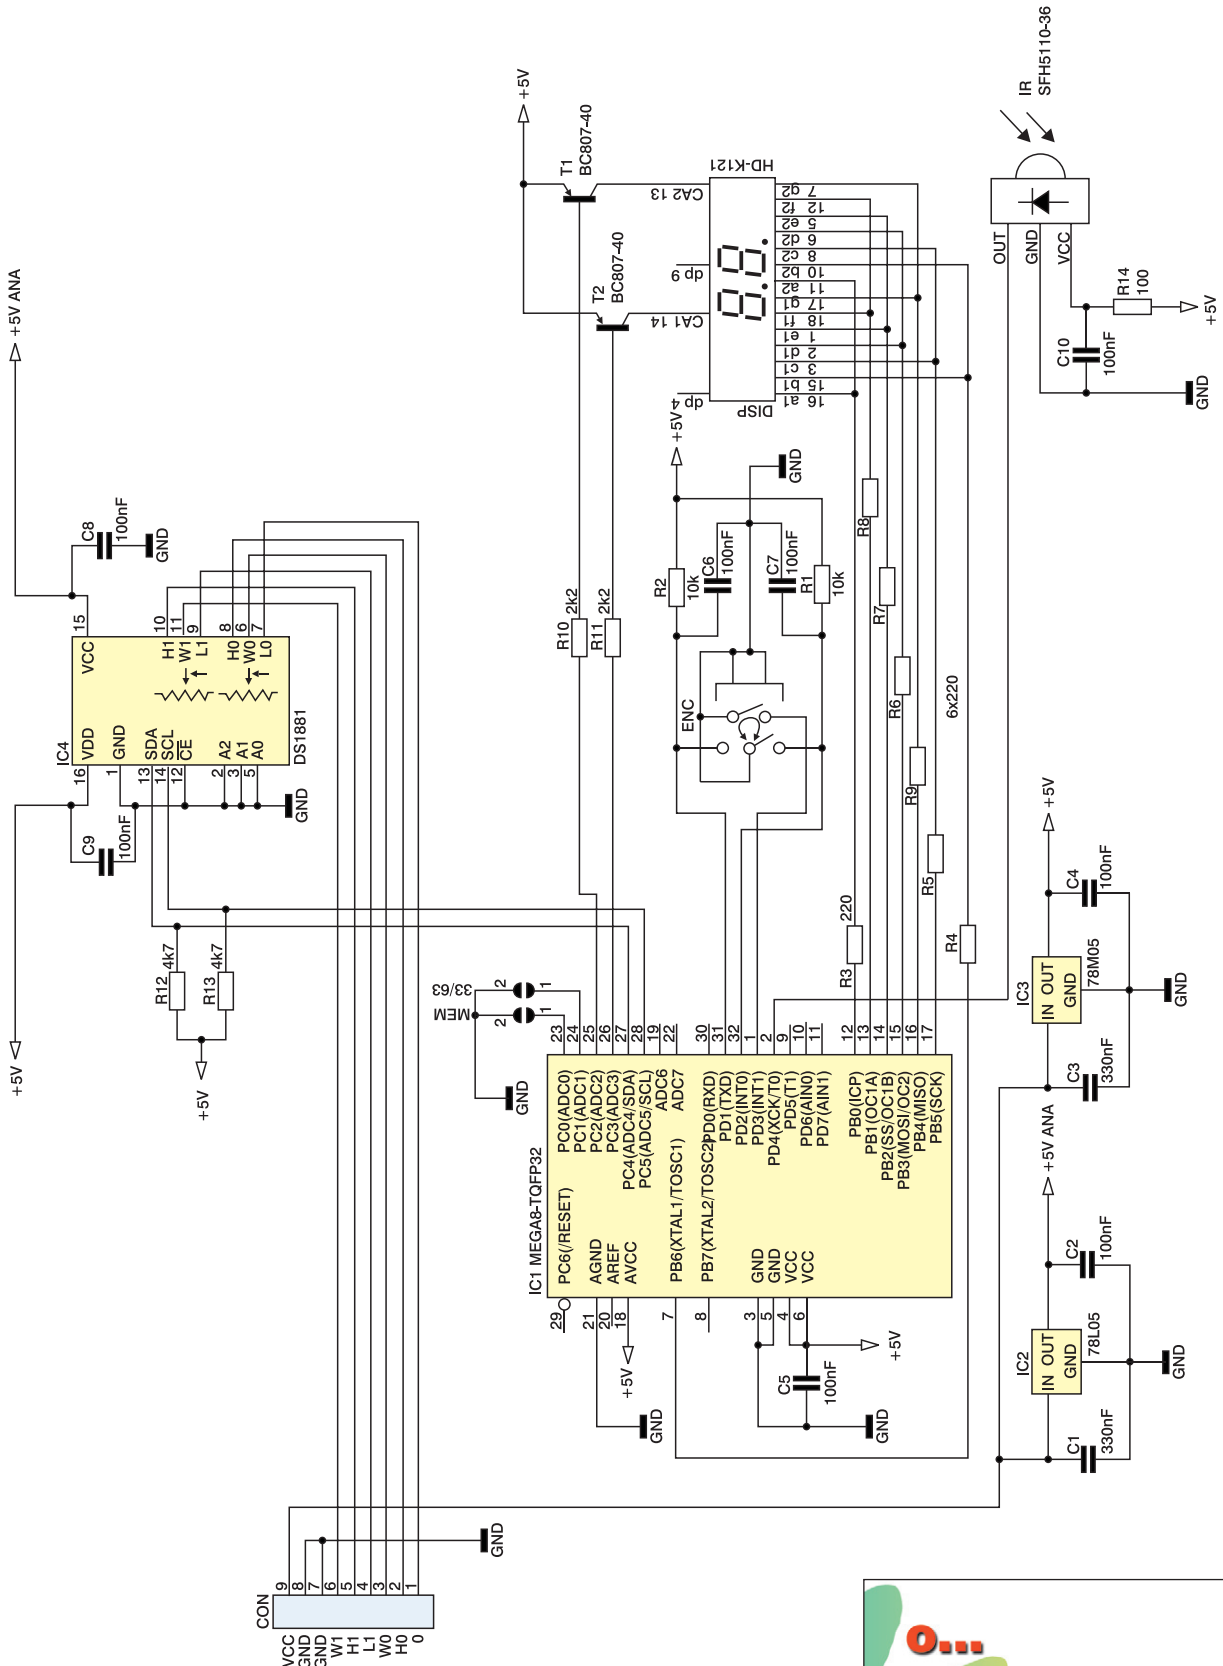 +5V ANA
+5V
C8
100nF
GND
IC4
VCC
15
VDD
16
GND
1
SDA
13
SCL
14
CE
12
A2
2
A1
3
A0
5
H1
10
W1
11
L1
9
H0
8
W0
6
L0
7
DS1881
GND
C9
100nF
R12
4k7
R13
4k7
+5V
+5V
T1
BC807-40
T2
BC807-40
R10
2k2
R11
2k2
HD-K121
CA2 13
dp 9
CA1 14
dp 4
DISP
g2 7
f2 12
e2 5
d2 6
c2 8
b2 10
a2 11
g1 17
f1 18
e1 1
d1 2
c1 3
b1 15
a1 16
IR
SFH5110-36
OUT
GND
VCC
R14
100
+5V
C10
100nF
GND
+5V
GND
R2
10k
C6
100nF
C7
100nF
R1
10k
ENC
R8
R7
R6
R9
R5
R4
R3
220
6x220
33/63
MEM
2
1
2
1
GND
IC1 MEGA8-TQFP32
PC0(ADC0)
23
PC1(ADC1)
24
PC2(ADC2)
25
PC3(ADC3)
26
PC4(ADC4/SDA)
27
PC5(ADC5/SCL)
28
ADC6
19
ADC7
22
PD0(RXD)
30
PD1(TXD)
31
PD2(INT0)
32
PD3(INT1)
1
PD4(XCK/T0)
2
PD5(T1)
9
PD6(AIN0)
10
PD7(AIN1)
11
PB0(ICP)
12
PB1(OC1A)
13
PB2(SS/OC1B)
14
PB3(MOSI/OC2)
15
PB4(MISO)
16
PB5(SCK)
17
PC6(/RESET)
29
AGND
21
AREF
20
AVCC
18
PB6(XTAL1/TOSC1)
7
PB7(XTAL2/TOSC2)
8
GND
3
GND
5
VCC
4
VCC
6
+5V
GND
C5
100nF
+5V
GND
IC3
IN OUT
GND
78M05
C3
330nF
C4
100nF
+5V
GND
IC2
IN OUT
GND
78L05
C1
330nF
C2
100nF
+5V ANA
GND
CON
9
8
7
6
5
4
3
2
1
VCC
GND
GND
W1
H1
L1
W0
H0
0
GND
o...